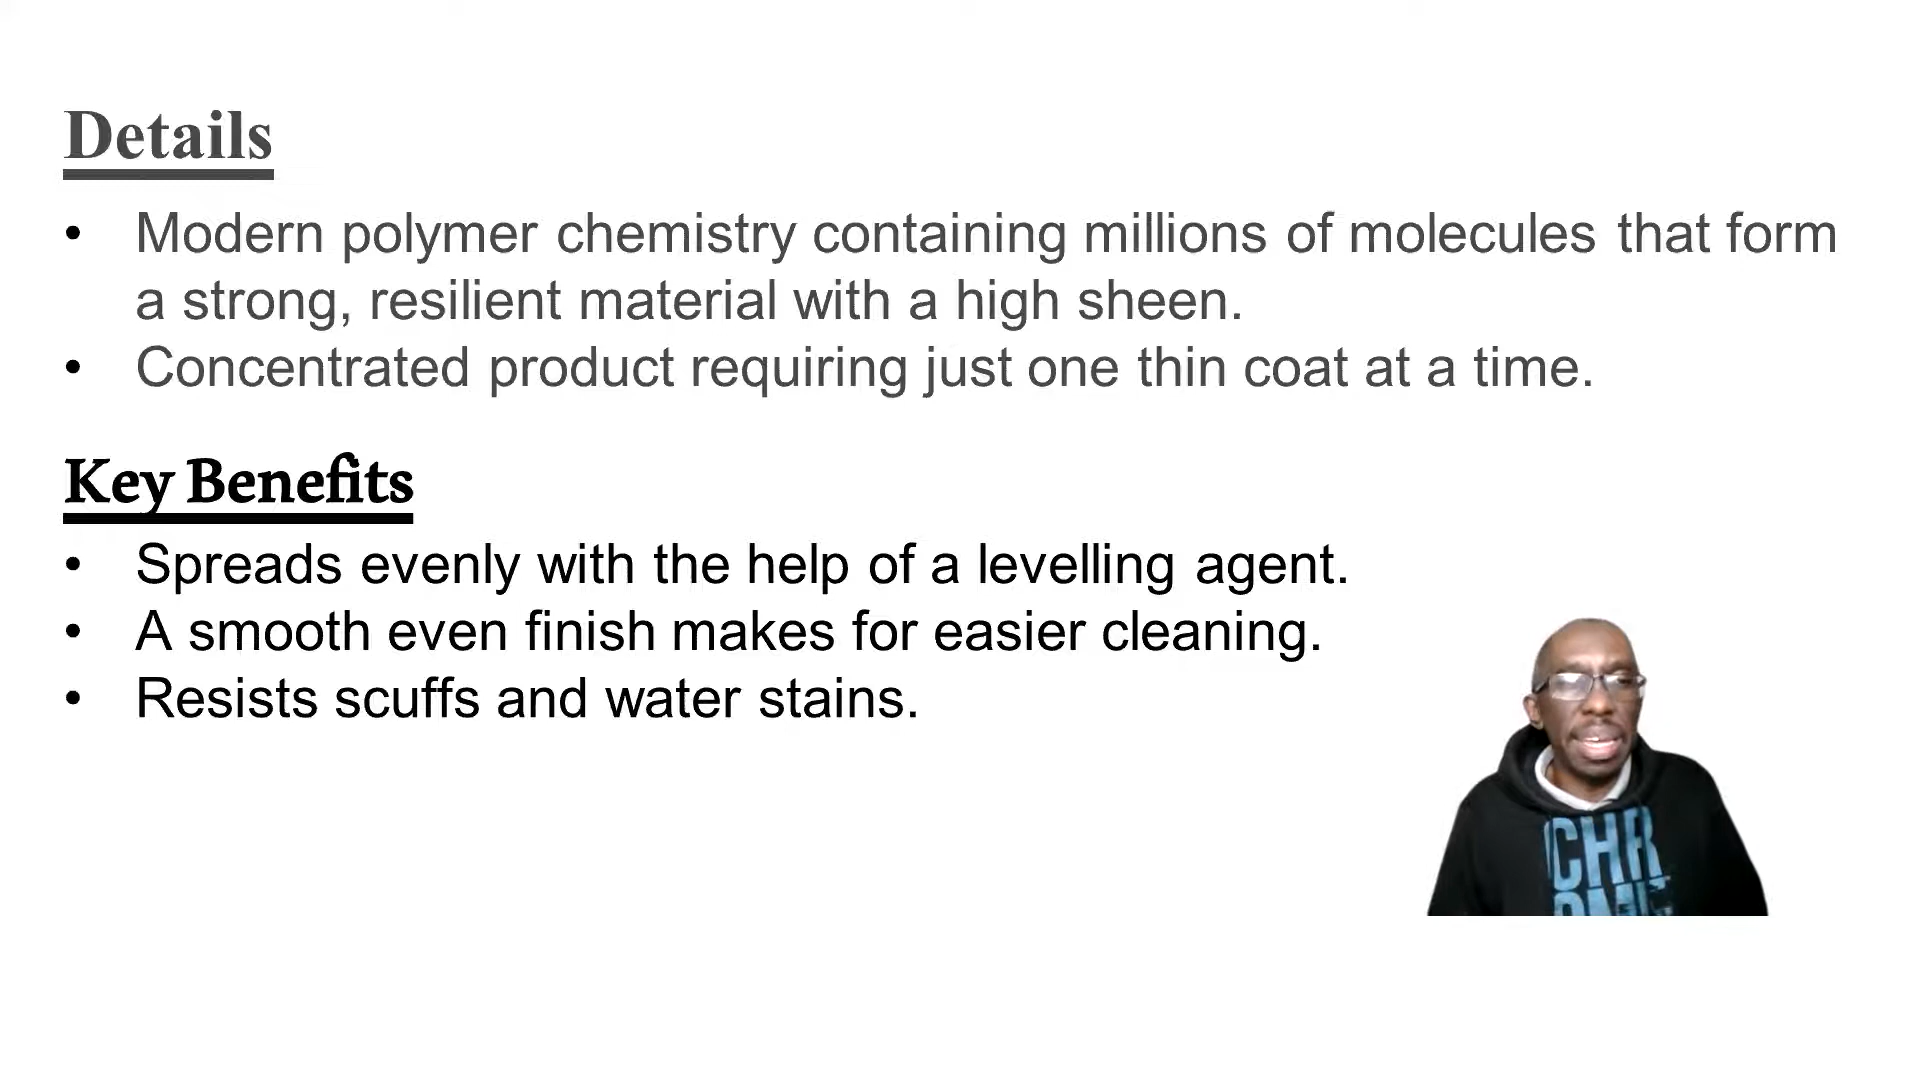 Details
• Modern polymer chemistry containing millions of molecules that form
a strong, resilient material with a high sheen.
• Concentrated product requiring just one thin coat at a time.
Key Benefits
• Spreads evenly with the help of a levelling agent.
• A smooth even finish makes for easier cleaning.
• Resists scuffs and water stains.
CHR